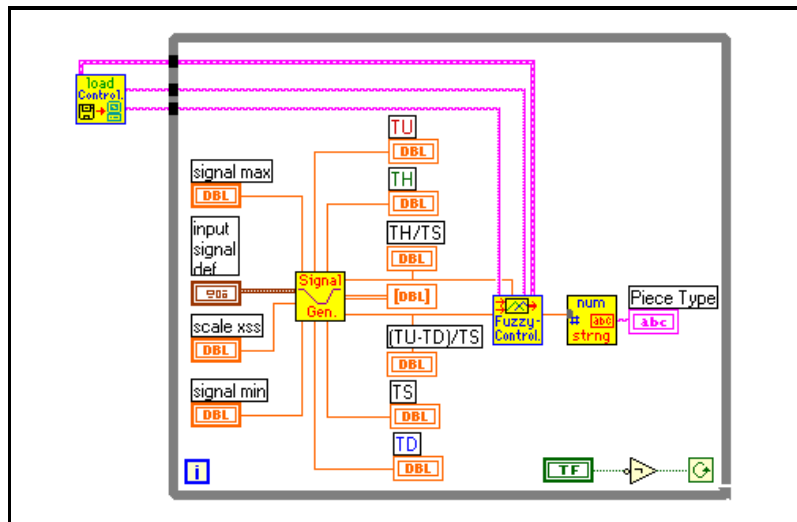 load
Control.
TU
DBL
signal max
DBL
TH
DBL
input
signal
def
TH/TS
DBL
Signal
Gen.
[DBL]
Fuzzy-
Control.
num
# abc
strng
Piece Type
abc
scale xss
DBL
(TU-TD)/TS
DBL
signal min
DBL
TS
DBL
TD
DBL
i
TF